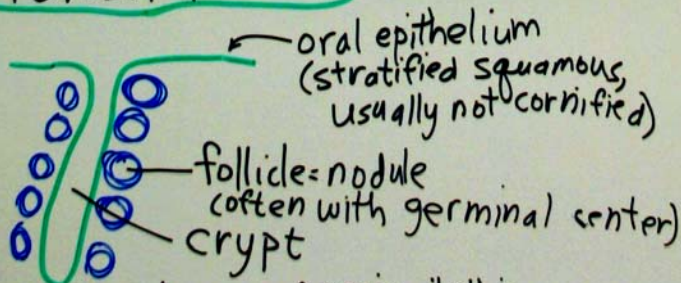 oral epithelium
(stratified squamous,
usually not cornified)
follicle=nodule
(often with germinal center)
crypt